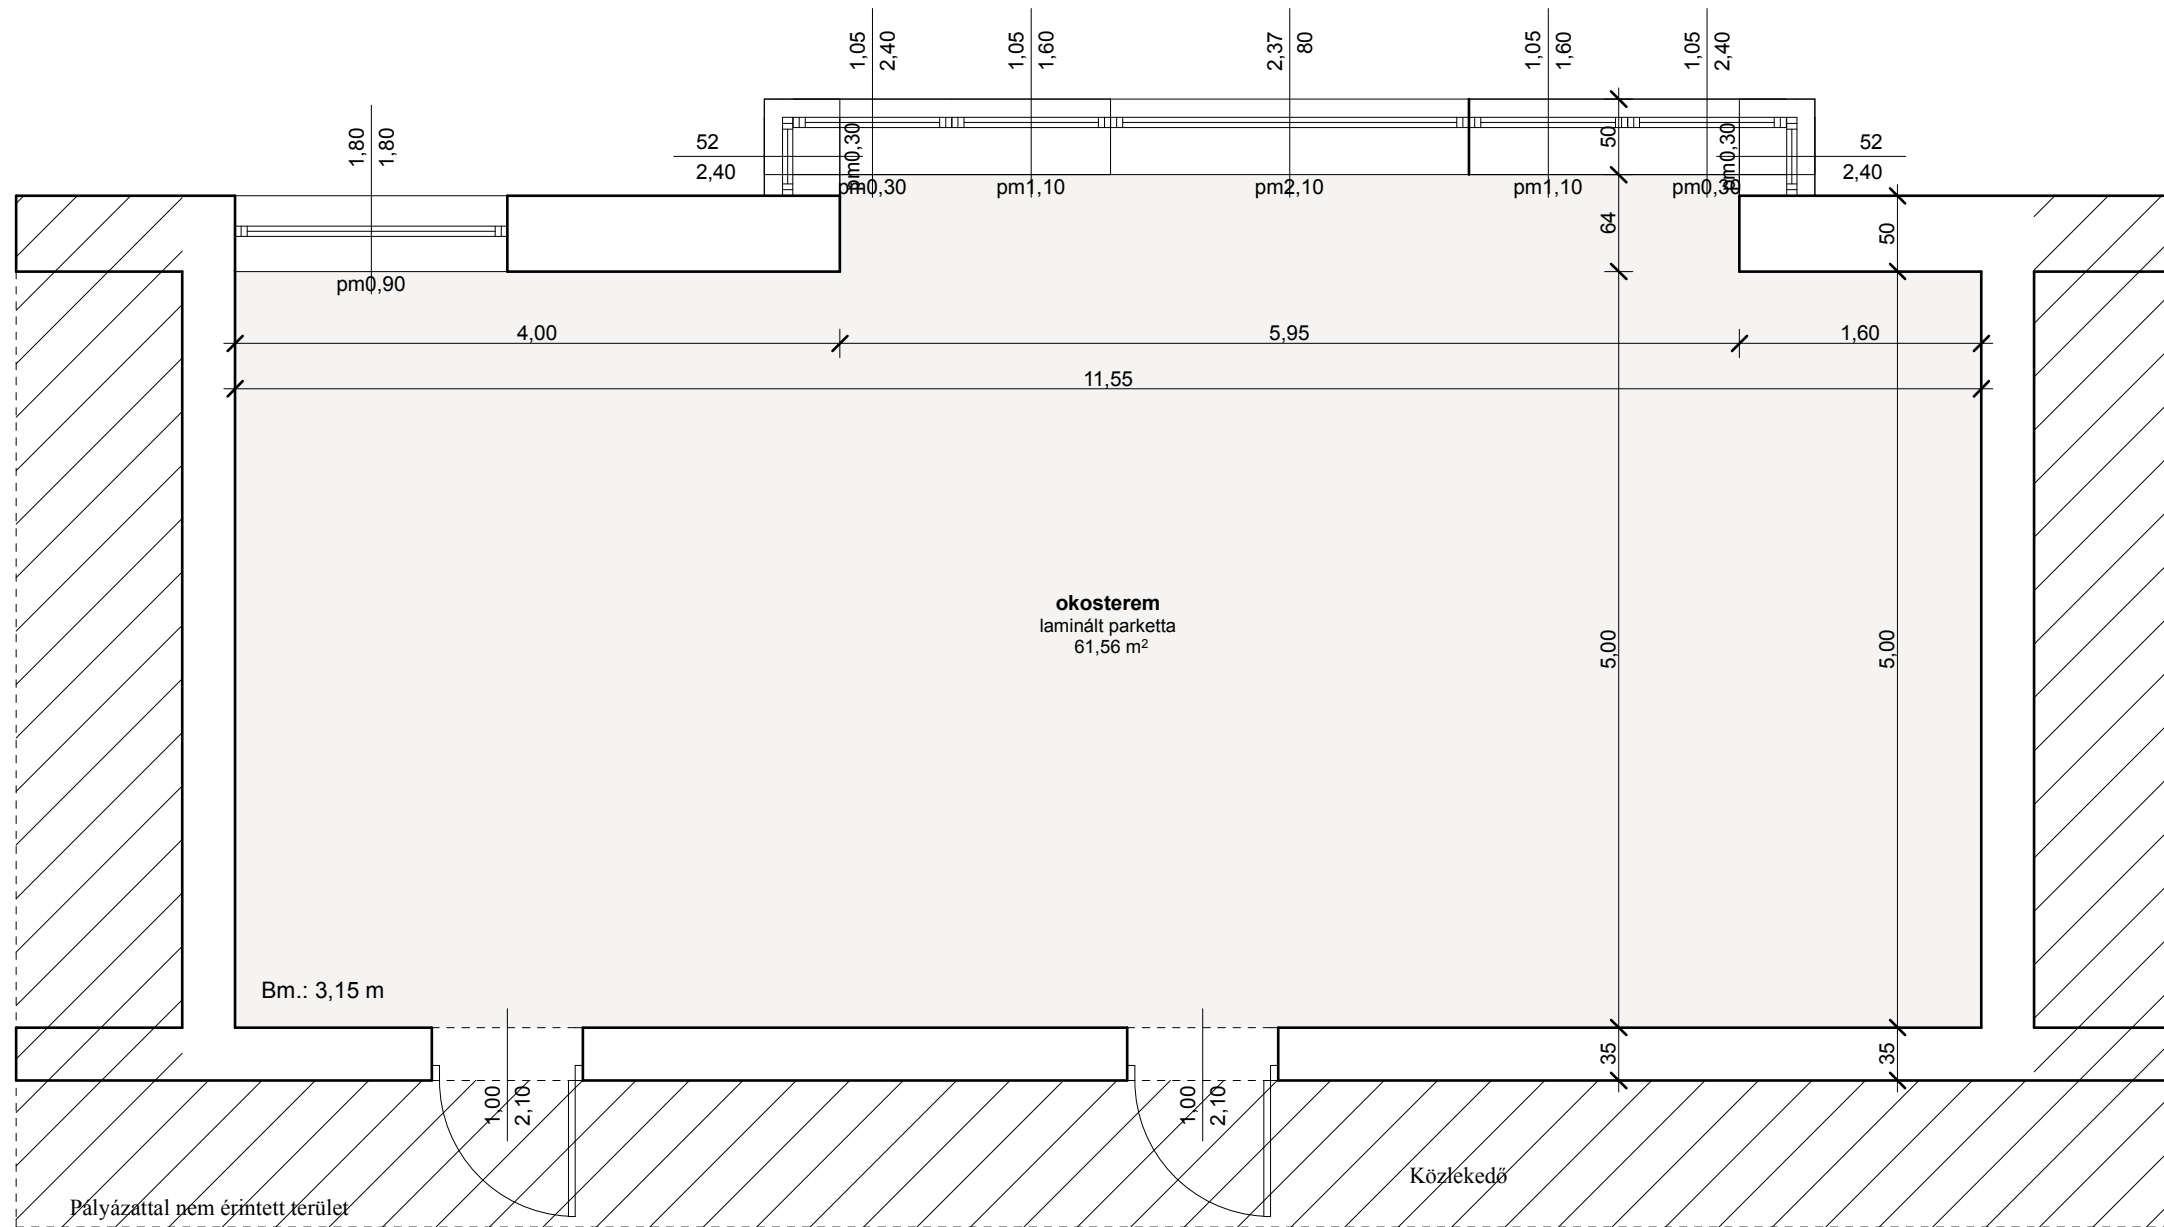 1,05
2,40
1,05
1,60
2,37
80
1,05
1,60
1,05
2,40
1,80
1,80
52
2,40
pm0,30
pm0,30
pm1,10
pm2,10
pm1,10
pm0,30
pm0,30
50
52
2,40
64
50
pm0,90
4,00
5,95
1,60
11,55
okosterem
laminált parketta
61,56 m²
5,00
5,00
Bm.: 3,15 m
35
35
1,00
2,10
1,00
2,10
Közlekedő
Pályázattal nem érintett terület